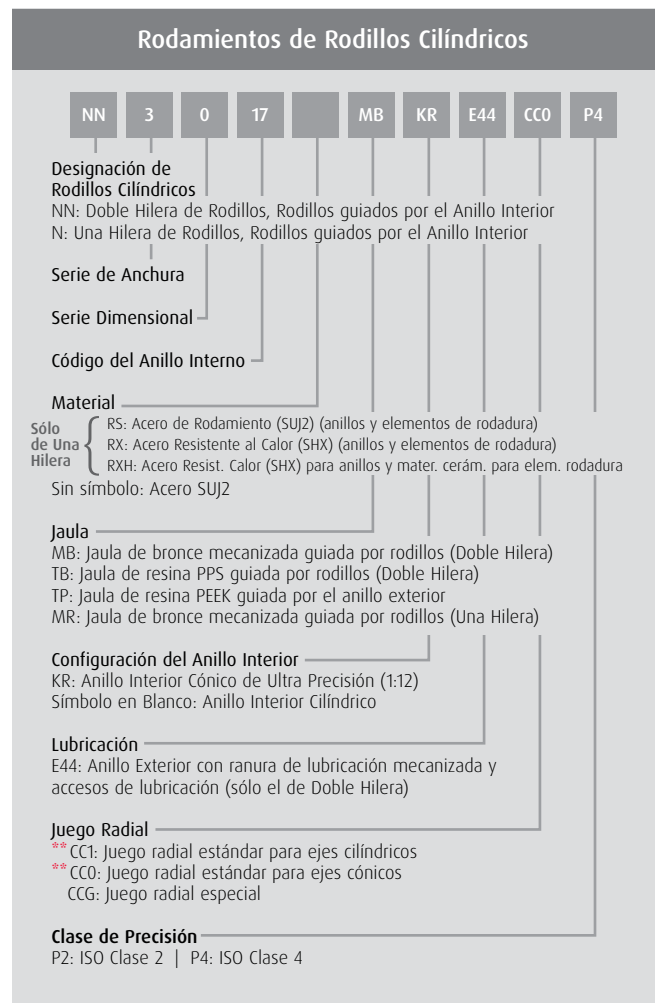 Rodamientos de Rodillos Cilíndricos
NN 3 0 17 MB KR E44 CC0 P4
Designación de
Rodillos Cilíndricos
NN: Doble Hilera de Rodillos, Rodillos guiados por el Anillo Interior
N: Una Hilera de Rodillos, Rodillos guiados por el Anillo Interior
Serie de Anchura
Serie Dimensional
Código del Anillo Interno
Material
Sólo
de Una
Hilera
RS: Acero de Rodamiento (SUJ2) (anillos y elementos de rodadura)
RX: Acero Resistente al Calor (SHX) (anillos y elementos de rodadura)
RXH: Acero Resist. Calor (SHX) para anillos y mater. cerám. para elem. rodadura
Sin símbolo: Acero SUJ2
Jaula
MB: Jaula de bronce mecanizada guiada por rodillos (Doble Hilera)
TB: Jaula de resina PPS guiada por rodillos (Doble Hilera)
TP: Jaula de resina PEEK guiada por el anillo exterior
MR: Jaula de bronce mecanizada guiada por rodillos (Una Hilera)
Configuración del Anillo Interior
KR: Anillo Interior Cónico de Ultra Precisión (1:12)
Símbolo en Blanco: Anillo Interior Cilíndrico
Lubricación
E44: Anillo Exterior con ranura de lubricación mecanizada y
accesos de lubricación (sólo el de Doble Hilera)
Juego Radial
**CC1: Juego radial estándar para ejes cilíndricos
**CC0: Juego radial estándar para ejes cónicos
CCG: Juego radial especial
Clase de Precisión
P2: ISO Clase 2 | P4: ISO Clase 4